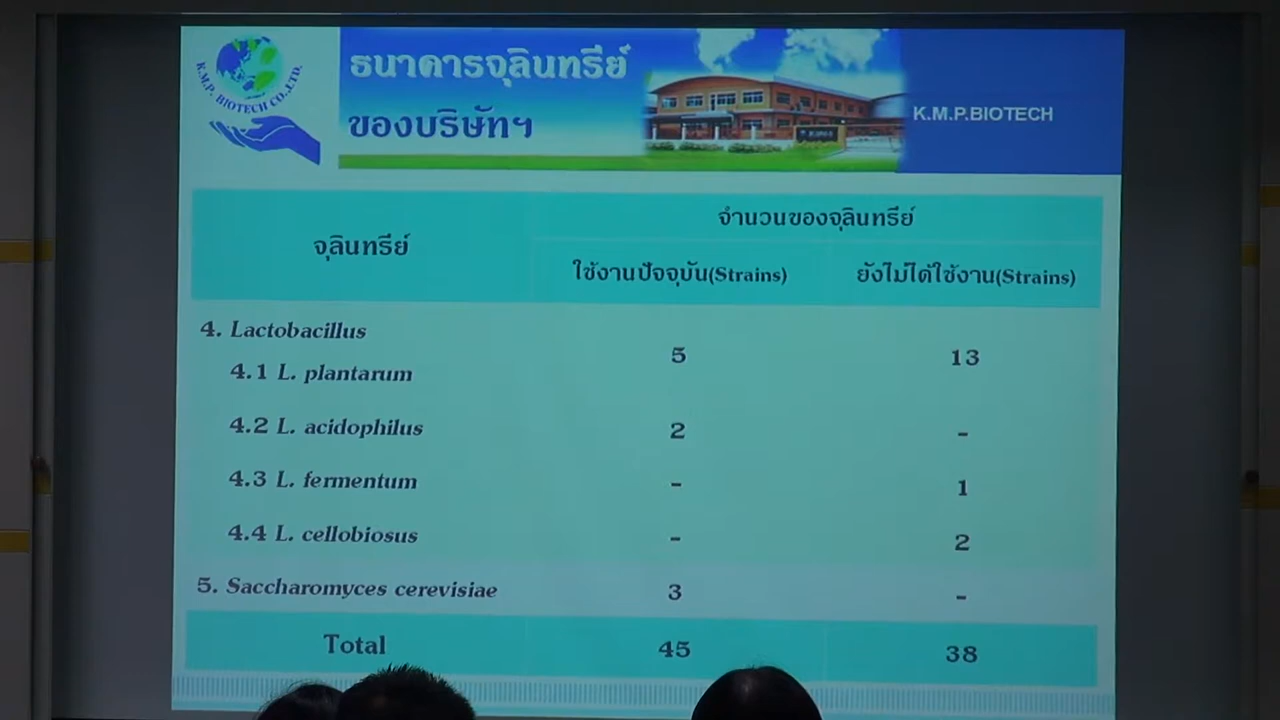 K.M.P. BIOTECH CO.,LTD.
ธนาคารจุลินทรีย์
ของบริษัทฯ
K.M.P.BIOTECH
จุลินทรีย์
จำนวนของจุลินทรีย์
ใช้งานปัจจุบัน(Strains) ยังไม่ได้ใช้งาน(Strains)
4. Lactobacillus
4.1 L. plantarum 5 13
4.2 L. acidophilus 2 -
4.3 L. fermentum - 1
4.4 L. cellobiosus - 2
5. Saccharomyces cerevisiae 3 -
Total 45 38